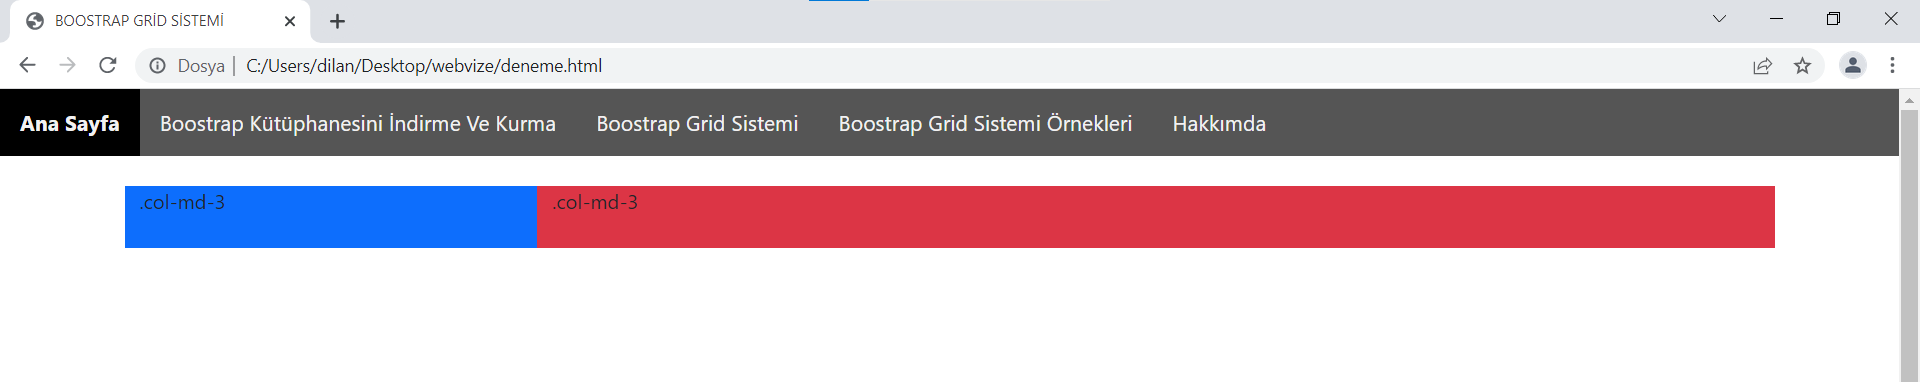 BOOSTRAP GRİD SİSTEMİ
Dosya | C:/Users/dilan/Desktop/webvize/deneme.html
Ana Sayfa Boostrap Kütüphanesini İndirme Ve Kurma Boostrap Grid Sistemi Boostrap Grid Sistemi Örnekleri Hakkımda
.col-md-3 .col-md-3